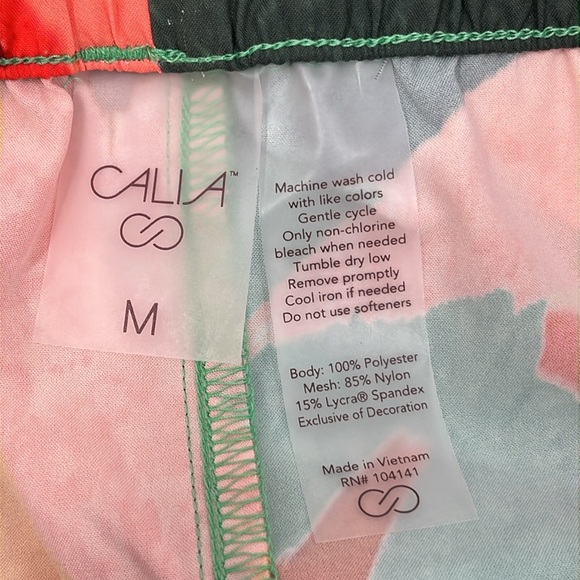 CALIA™
M
Machine wash cold
with like colors
Gentle cycle
Only non-chlorine
bleach when needed
Tumble dry low
Remove promptly
Cool iron if needed
Do not use softeners
Body: 100% Polyester
Mesh: 85% Nylon
15% Lycra® Spandex
Exclusive of Decoration
Made in Vietnam
RN# 104141